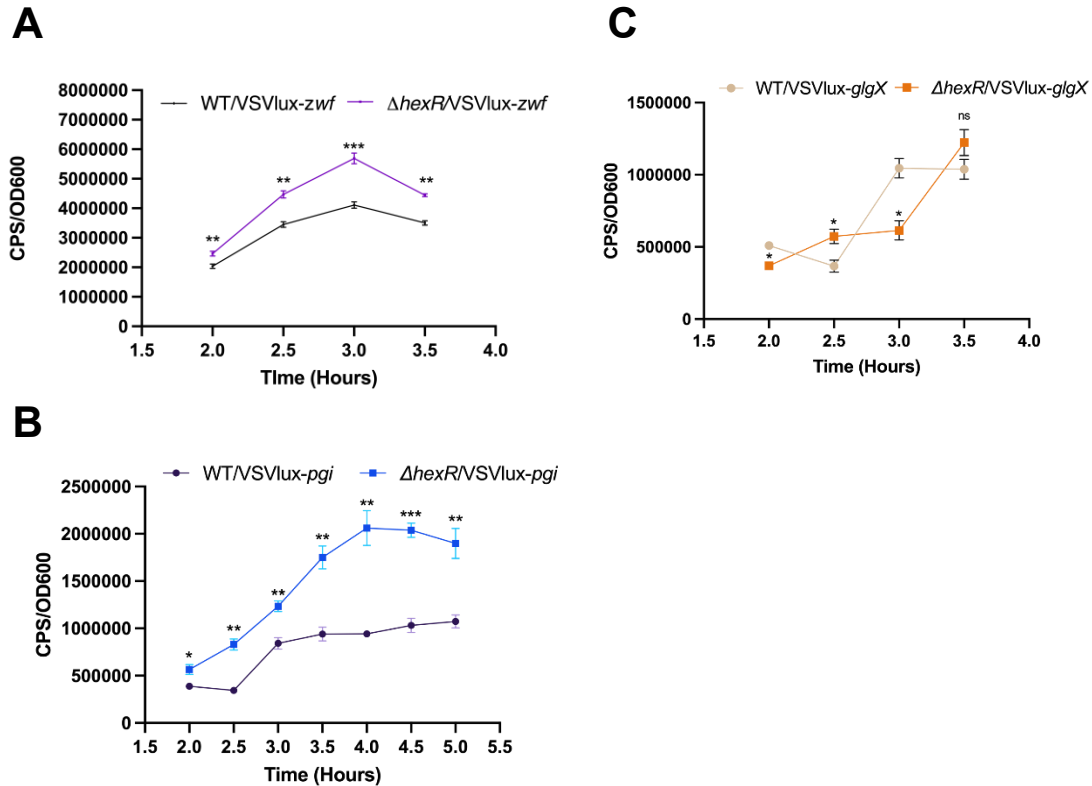 A
WT/VSVlux-zwf ΔhexR/VSVlux-zwf
8000000
7000000
6000000
5000000
4000000
3000000
2000000
1000000
0
CPS/OD600
** ** *** **
1.5 2.0 2.5 3.0 3.5 4.0
TIme (Hours)
B
WT/VSVlux-pgi ΔhexR/VSVlux-pgi
2500000
2000000
1500000
1000000
500000
0
CPS/OD600
* ** ** ** ** *** **
1.5 2.0 2.5 3.0 3.5 4.0 4.5 5.0 5.5
Time (Hours)
C
WT/VSVlux-glgX ΔhexR/VSVlux-glgX
1500000
1000000
500000
0
CPS/OD600
* * * ns
1.5 2.0 2.5 3.0 3.5 4.0
Time (Hours)